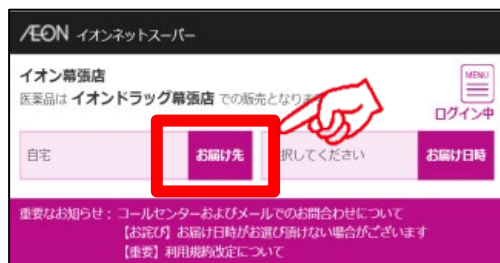 ÆON イオンネットスーパー
イオン幕張店
医薬品は イオンドラッグ幕張店 での販売となりま
MENU
ログイン中
自宅 お届け先 択してください お届け日時
重要なお知らせ： コールセンターおよびメールでのお問合わせについて
【お詫び】お届け日時がお選び頂けない場合がございます
【重要】利用規約改定について